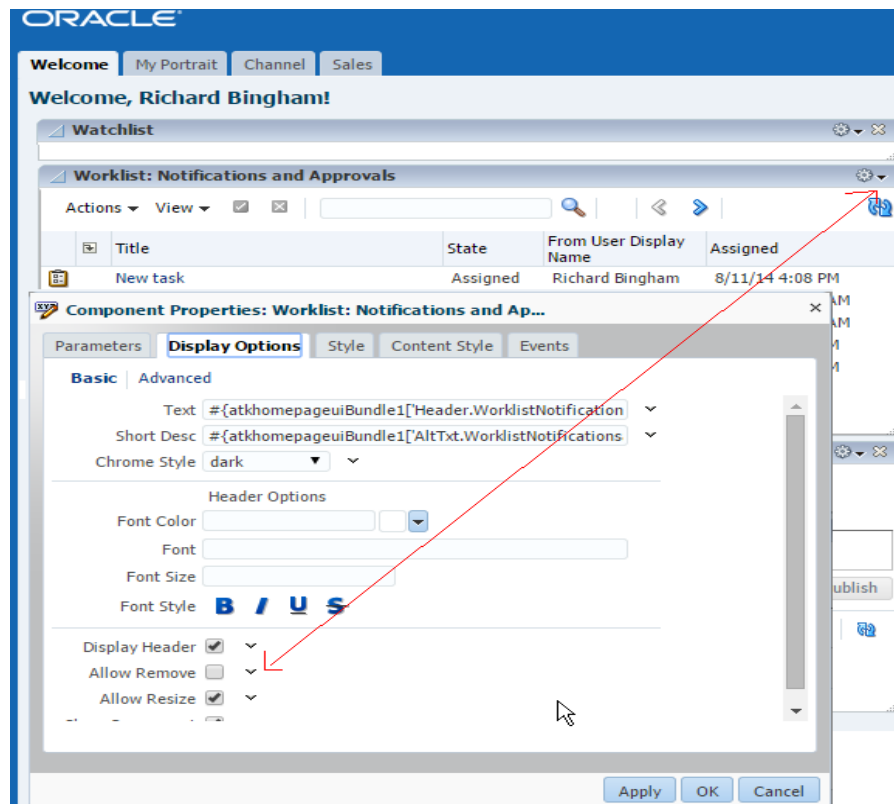 ORACLE
Welcome My Portrait Channel Sales
Welcome, Richard Bingham!
Watchlist
Worklist: Notifications and Approvals
Actions View
Title State From User Display Name Assigned
New task Assigned Richard Bingham 8/11/14 4:08 PM
AM
AM
Component Properties: Worklist: Notifications and Ap...
Parameters Display Options Style Content Style Events
Basic Advanced
Text #{atkhomepageuiBundle1['Header.WorklistNotification
Short Desc #{atkhomepageuiBundle1['AltTxt.WorklistNotifications
Chrome Style dark
Header Options
Font Color
Font
Font Size
Font Style B I U S
ublish
Display Header
Allow Remove
Allow Resize
Apply OK Cancel